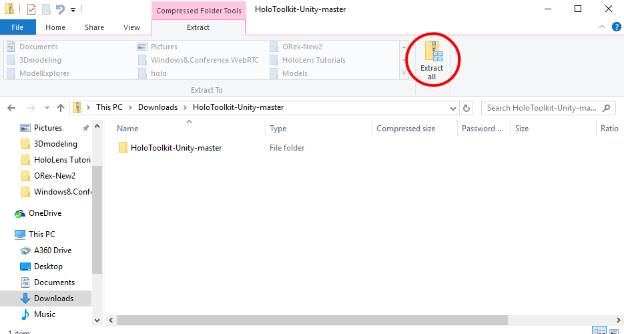 Compressed Folder Tools HoloToolkit-Unity-master
File Home Share View Extract
Documents Pictures ORex-New2
3Dmodeling Windows8.Conference.WebRTC HoloLens Tutorials
ModelExplorer holo Models
Extract all
Extract To
This PC Downloads HoloToolkit-Unity-master Search HoloToolkit-Unity-ma...
Name Type Compressed size Password ... Size Ratio
HoloToolkit-Unity-master File folder
Pictures
3Dmodeling
HoloLens Tutori
ORex-New2
Windows8.Conf
OneDrive
This PC
A360 Drive
Desktop
Documents
Downloads
Music
1 item